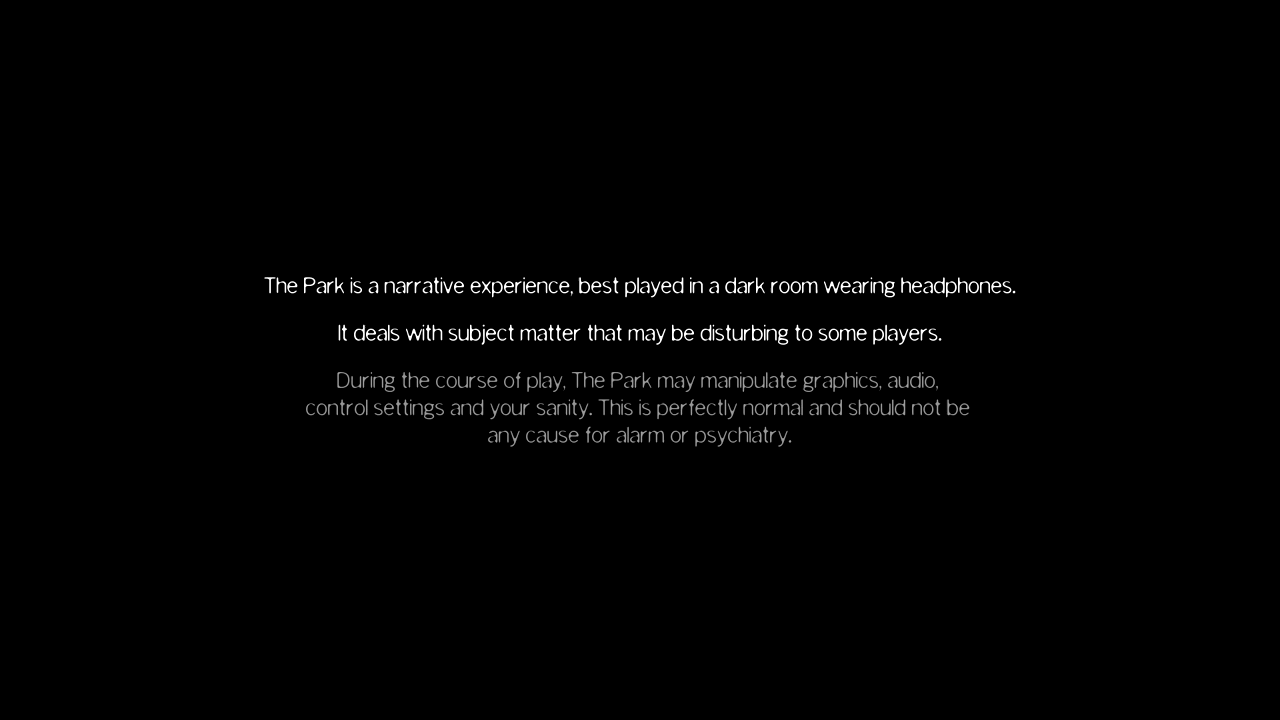 The Park is a narrative experience, best played in a dark room wearing headphones.
It deals with subject matter that may be disturbing to some players.
During the course of play, The Park may manipulate graphics, audio,
control settings and your sanity. This is perfectly normal and should not be
any cause for alarm or psychiatry.